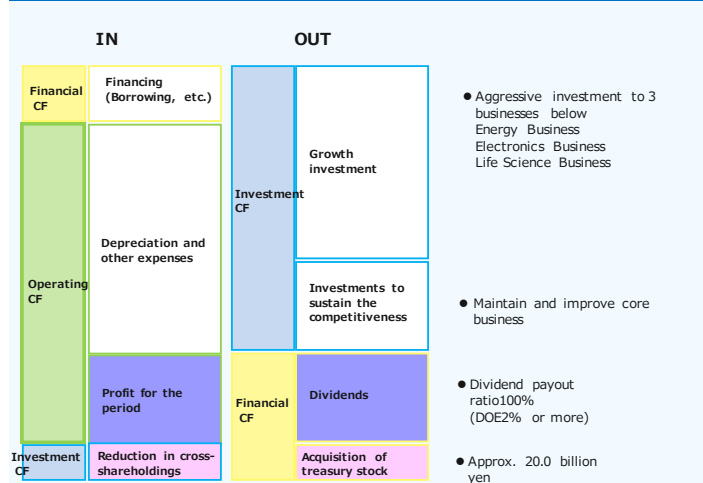 IN
OUT
Financial
CF
Financing
(Borrowing, etc.)
Operating
CF
Depreciation and
other expenses
Profit for the
period
Investment
CF
Reduction in cross-
shareholdings
Investment
CF
Growth
investment
Investments to
sustain the
competitiveness
Financial
CF
Dividends
Acquisition of
treasury stock
● Aggressive investment to 3
businesses below
Energy Business
Electronics Business
Life Science Business
● Maintain and improve core
business
● Dividend payout
ratio100%
(DOE2% or more)
● Approx. 20.0 billion
yen